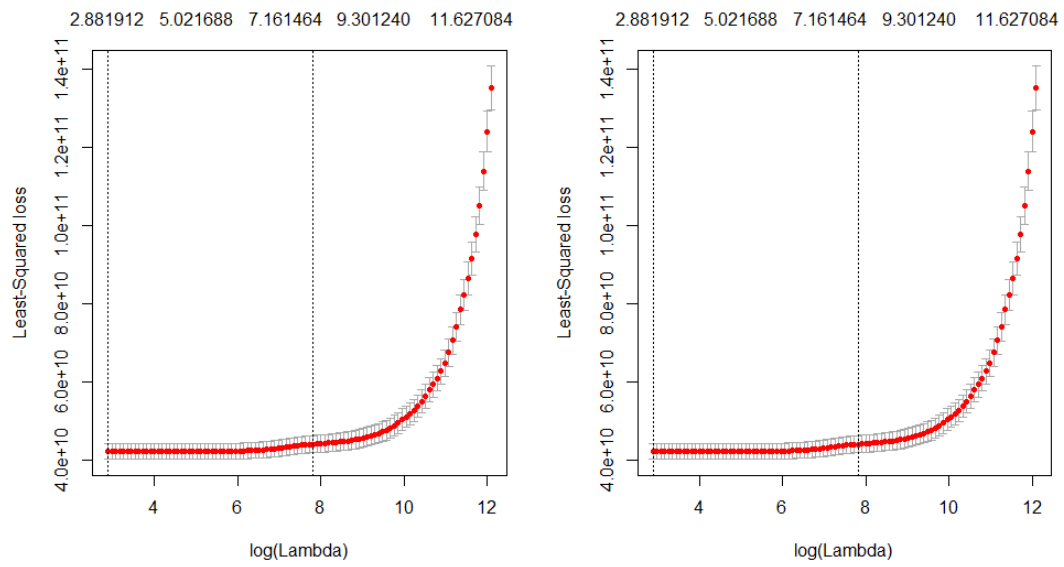 2.881912 5.021688 7.161464 9.301240 11.627084
1.4e+11
1.2e+11
1.0e+11
8.0e+10
6.0e+10
4.0e+10
Least-Squared loss
4 6 8 10 12
log(Lambda)
2.881912 5.021688 7.161464 9.301240 11.627084
1.4e+11
1.2e+11
1.0e+11
8.0e+10
6.0e+10
4.0e+10
Least-Squared loss
4 6 8 10 12
log(Lambda)